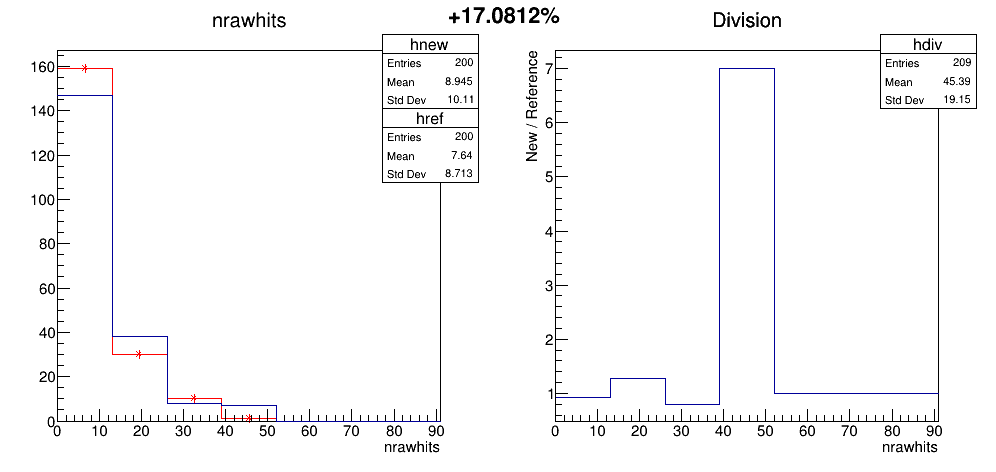 +17.0812%
nrawhits
hnew
Entries 200
Mean 8.945
Std Dev 10.11
href
Entries 200
Mean 7.64
Std Dev 8.713
160
140
120
100
80
60
40
20
0
0 10 20 30 40 50 60 70 80 90
nrawhits
Division
hdiv
Entries 209
Mean 45.39
Std Dev 19.15
New / Reference
7
6
7
5
4
3
2
1
0 10 20 30 40 50 60 70 80 90
nrawhits